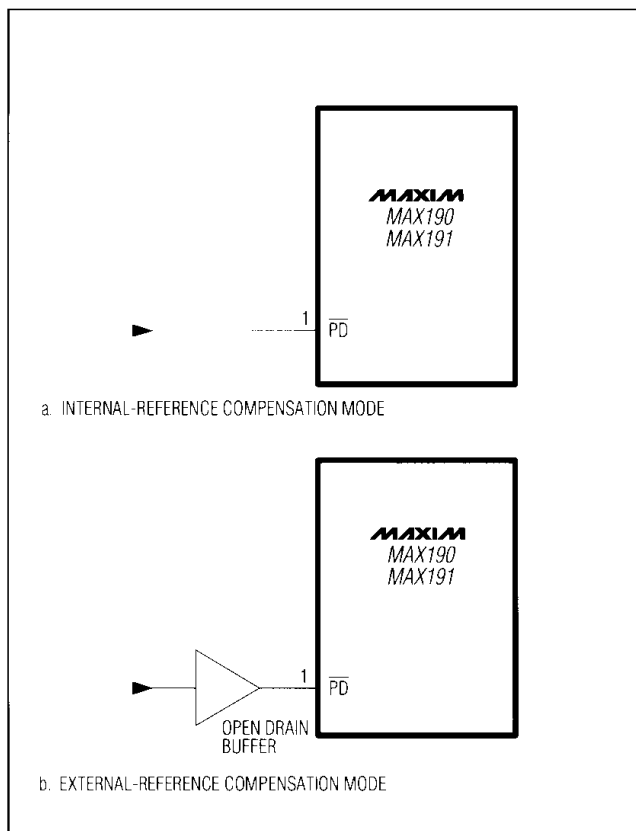 MAXIM
MAX190
MAX191
1
PD
a. INTERNAL-REFERENCE COMPENSATION MODE
MAXIM
MAX190
MAX191
1
PD
OPEN DRAIN
BUFFER
b. EXTERNAL-REFERENCE COMPENSATION MODE